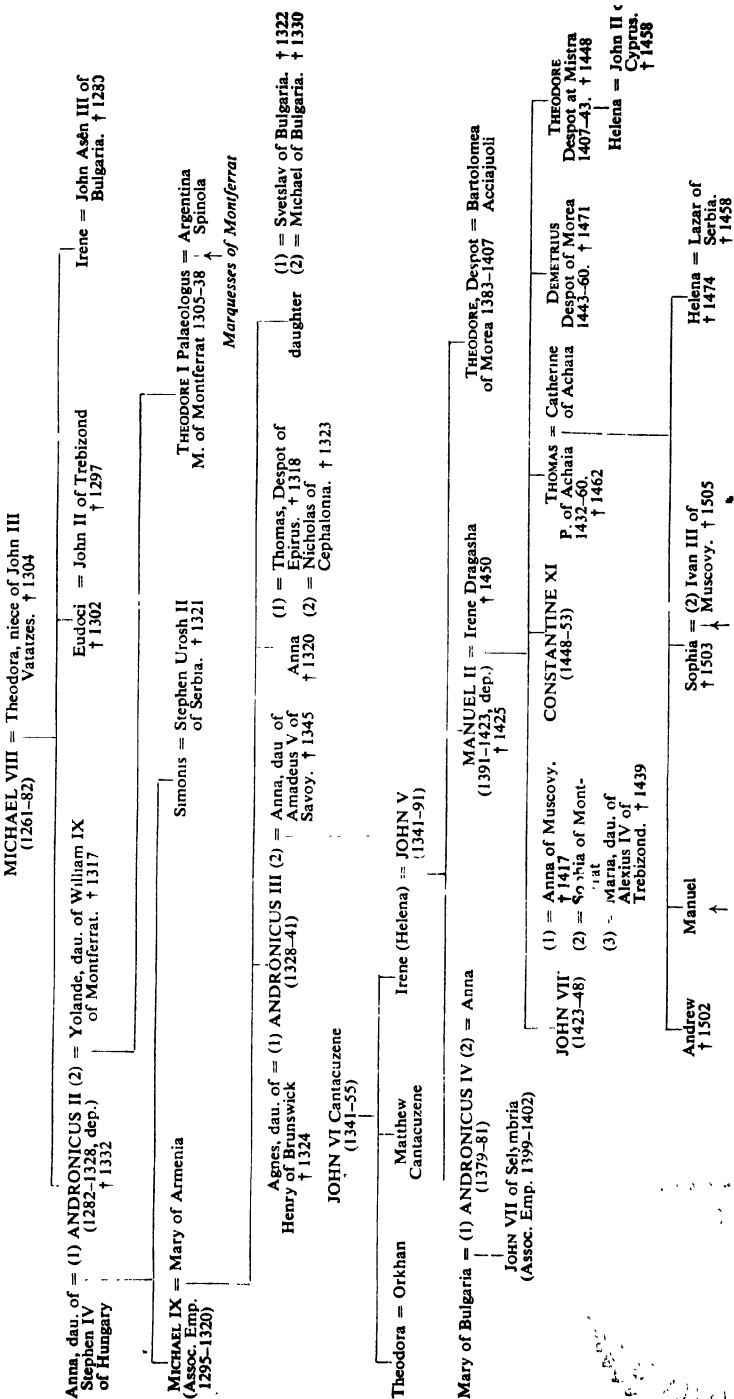 MICHAEL VIII = Theodora, niece of John III
(1261–82) Vatatzes. † 1304
Anna, dau. of = (1) ANDRONICUS II (2) = Yolande, dau. of William IX
Stephen IV (1282–1328, dep.) of Montferrat. † 1317
of Hungary † 1332
Eudoci = John II of Trebizond
† 1302 † 1297
Irene = John Asên III of
Bulgaria. † 1280
MICHAEL IX = Mary of Armenia
(Assoc. Emp.
1295–1320)
Simonis = Stephen Urosh II
of Serbia. † 1321
THEODORE I Palaeologus = Argentina
M. of Montferrat 1305–38 Spinola
Marquesses of Montferrat
Agnes, dau. of = (1) ANDRONICUS III (2) = Anna, dau of
Henry of Brunswick (1328–41) Amadeus V of
† 1324 Savoy. † 1345
Anna (1) = Thomas, Despot of
† 1320 Epirus. † 1318
(2) = Nicholas of
Cephalonia. † 1323
daughter (1) = Svetslav of Bulgaria. † 1322
(2) = Michael of Bulgaria. † 1330
JOHN VI Cantacuzene
(1341–55)
Theodora = Orkhan
Matthew
Cantacuzene
Irene (Helena) = JOHN V
(1341–91)
Mary of Bulgaria = (1) ANDRONICUS IV (2) = Anna
(1379–81)
MANUEL II = Irene Dragasha
(1391–1423, dep.) † 1450
† 1425
THEODORE, Despot = Bartolomea
of Morea 1383–1407 Acciajuoli
JOHN VII of Selymbria
(Assoc. Emp. 1399–1402)
JOHN VII
(1423–48)
(1) = Anna of Muscovy.
† 1417
(2) = of Mont-
(3) = Maria, dau. of
Alexius IV of
Trebizond. † 1439
CONSTANTINE XI
(1448–53)
THOMAS = Catherine
P. of Achaia of Achaia
1432–60.
† 1462
DEMETRIUS
Despot of Morea
1443–60. † 1471
THEODORE
Despot at Mistra
1407–43. † 1448
Helena = John II
Cyprus.
† 1458
Andrew
† 1502
Manuel
Sophia = (2) Ivan III of
† 1503 Muscovy. † 1505
Helena = Lazar of
† 1474 Serbia.
† 1458